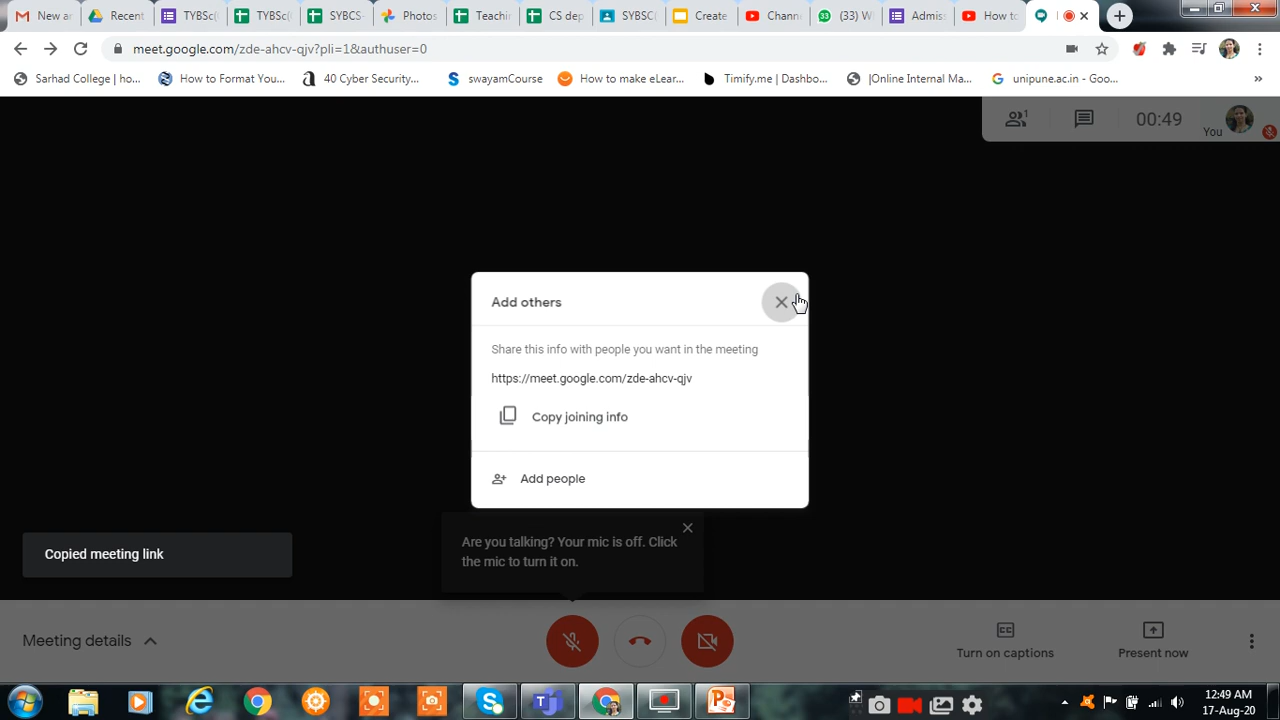 New a
Recent
TYBSc(
TYBSc(
SYBCS-
Photos
Teachi
CS dep
SYBSC(
Create
Chann
(33) W
Admis
How to
meet.google.com/zde-ahcv-qjv?pli=1&authuser=0
Sarhad College | ho...
How to Format You...
40 Cyber Security...
swayamCourse
How to make eLear...
Timify.me | Dashbo...
|Online Internal Ma...
unipune.ac.in - Goo...
»
1
00:49
You
Add others
Share this info with people you want in the meeting
https://meet.google.com/zde-ahcv-qjv
Copy joining info
Add people
Are you talking? Your mic is off. Click
the mic to turn it on.
Copied meeting link
Meeting details
CC
Turn on captions
Present now
12:49 AM
17-Aug-20